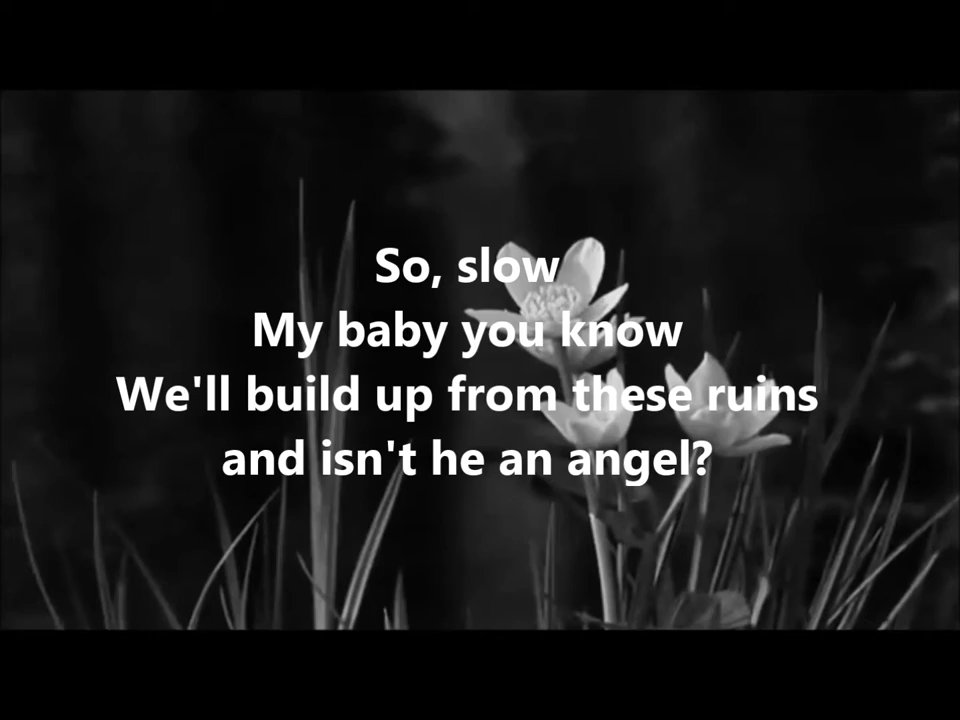 So, slow
My baby you know
We'll build up from these ruins
and isn't he an angel?